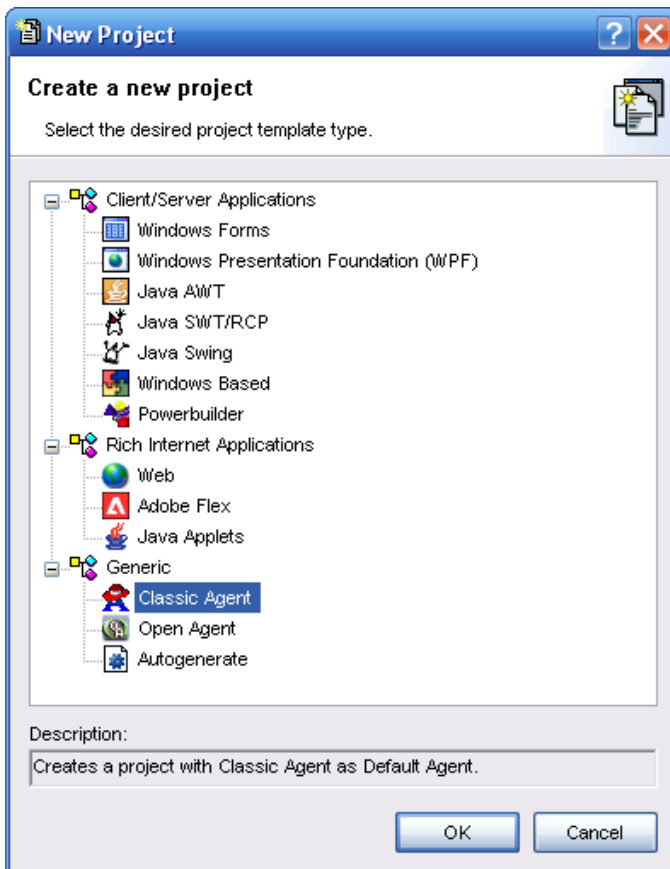 New Project
Create a new project
Select the desired project template type.
Client/Server Applications
Windows Forms
Windows Presentation Foundation (WPF)
Java AWT
Java SWT/RCP
Java Swing
Windows Based
Powerbuilder
Rich Internet Applications
Web
Adobe Flex
Java Applets
Generic
Classic Agent
Open Agent
Autogenerate
Description:
Creates a project with Classic Agent as Default Agent.
OK Cancel